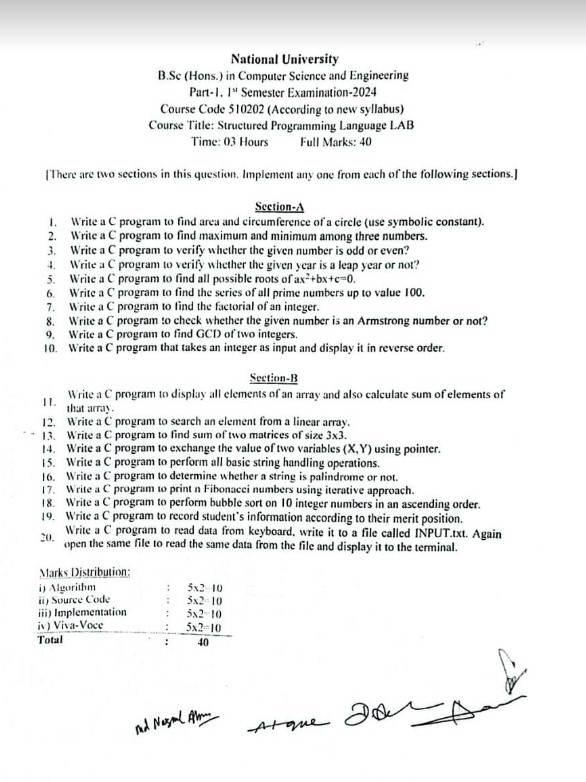 National University
B.Sc (Hons.) in Computer Science and Engineering
Part-1, 1st Semester Examination-2024
Course Code 510202 (According to new syllabus)
Course Title: Structured Programming Language LAB
Time: 03 Hours Full Marks: 40
[There are two sections in this question. Implement any one from each of the following sections.]
Section-A
1. Write a C program to find area and circumference of a circle (use symbolic constant).
2. Write a C program to find maximum and minimum among three numbers.
3. Write a C program to verify whether the given number is odd or even?
4. Write a C program to verify whether the given year is a leap year or not?
5. Write a C program to find all possible roots of ax²+bx+c=0.
6. Write a C program to find the series of all prime numbers up to value 100.
7. Write a C program to find the factorial of an integer.
8. Write a C program to check whether the given number is an Armstrong number or not?
9. Write a C program to find GCD of two integers.
10. Write a C program that takes an integer as input and display it in reverse order.
Section-B
11. Write a C program to display all elements of an array and also calculate sum of elements of
that array.
12. Write a C program to search an element from a linear array.
13. Write a C program to find sum of two matrices of size 3x3.
14. Write a C program to exchange the value of two variables (X,Y) using pointer.
15. Write a C program to perform all basic string handling operations.
16. Write a C program to determine whether a string is palindrome or not.
17. Write a C program to print n Fibonacci numbers using iterative approach.
18. Write a C program to perform bubble sort on 10 integer numbers in an ascending order.
19. Write a C program to record student's information according to their merit position.
20. Write a C program to read data from keyboard, write it to a file called INPUT.txt. Again
open the same file to read the same data from the file and display it to the terminal.
Marks Distribution:
i) Algorithm : 5x2=10
ii) Source Code : 5x2=10
iii) Implementation : 5x2=10
iv) Viva-Voce : 5x2=10
Total : 40